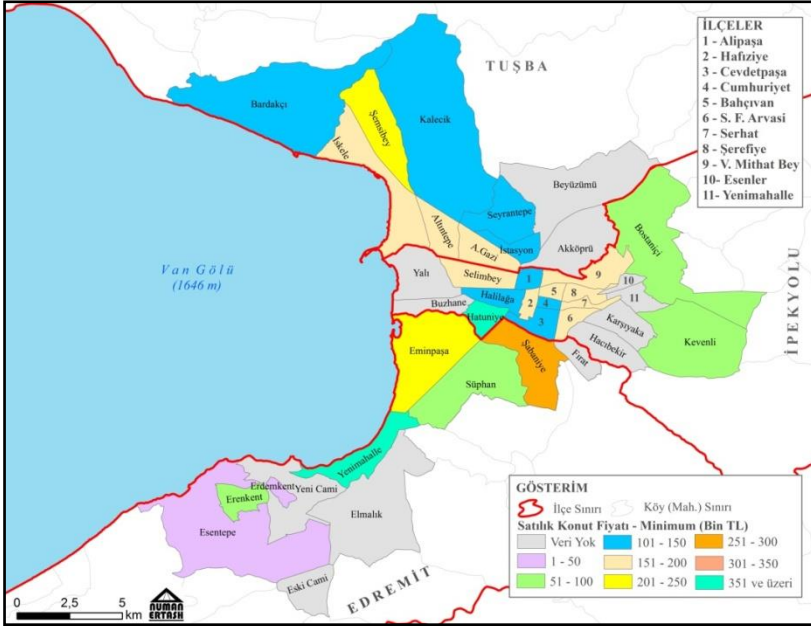 TUŞBA
İLÇELER
1 - Alipaşa
2 - Hafıziye
3 - Cevdetpaşa
4 - Cumhuriyet
5 - Bahçıvan
6 - S. F. Arvasi
7 - Serhat
8 - Şerefiye
9 - V. Mithat Bey
10- Esenler
11- Yenimahalle
Bardakçı
Şemsibey
Kalecik
İskele
Beyüzümü
Seyrantepe
Altıntepe
A.Gazi
İstasyon
Akköprü
Bostaniçi
Van Gölü
(1646 m)
Yalı
Selimbey
1
9
10
Buzhane
Halilağa
2
5
8
4
7
11
Hatuniye
3
6
Karşıyaka
Hacıbekir
Kevenli
İPEKYOLU
Eminpaşa
Şabaniye
Fırat
Süphan
Yenimahalle
Erdemkent
Yeni Cami
Erenkent
Esentepe
Elmalık
Eski Cami
EDREMİT
GÖSTERİM
İlçe Sınırı
Köy (Mah.) Sınırı
Satılık Konut Fiyatı - Minimum (Bin TL)
Veri Yok
101 - 150
251 - 300
1 - 50
151 - 200
301 - 350
51 - 100
201 - 250
351 ve üzeri
0
2,5
5
km
NUMAN
ERTAŞH